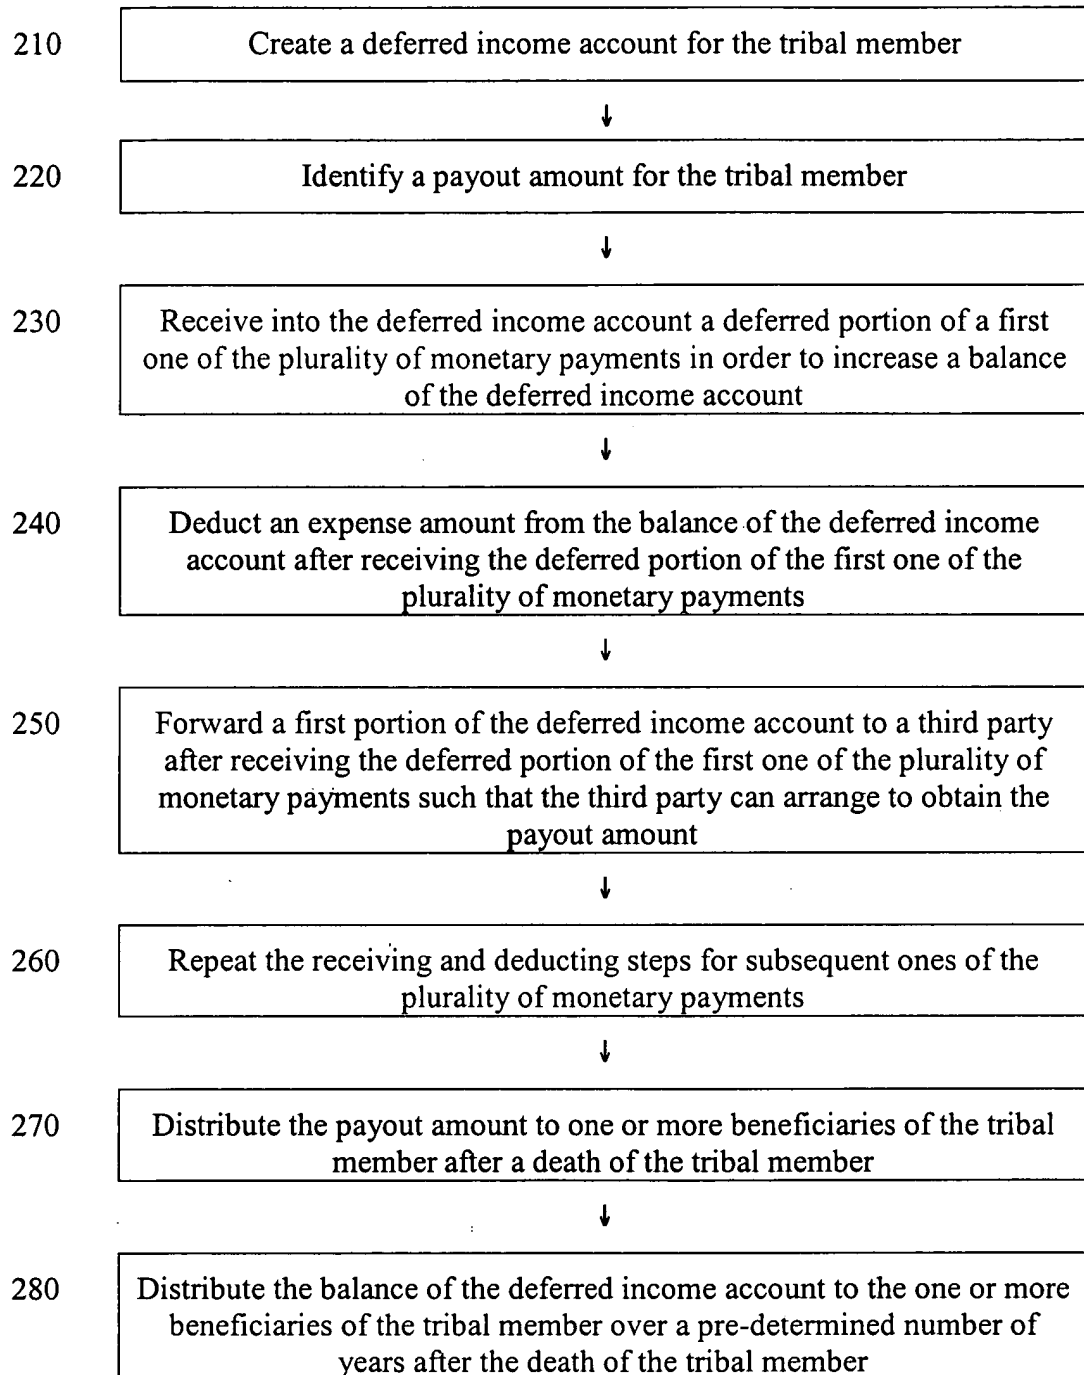 210 Create a deferred income account for the tribal member
↓
220 Identify a payout amount for the tribal member
↓
230 Receive into the deferred income account a deferred portion of a first
one of the plurality of monetary payments in order to increase a balance
of the deferred income account
↓
240 Deduct an expense amount from the balance of the deferred income
account after receiving the deferred portion of the first one of the
plurality of monetary payments
↓
250 Forward a first portion of the deferred income account to a third party
after receiving the deferred portion of the first one of the plurality of
monetary payments such that the third party can arrange to obtain the
payout amount
↓
260 Repeat the receiving and deducting steps for subsequent ones of the
plurality of monetary payments
↓
270 Distribute the payout amount to one or more beneficiaries of the tribal
member after a death of the tribal member
↓
280 Distribute the balance of the deferred income account to the one or more
beneficiaries of the tribal member over a pre-determined number of
years after the death of the tribal member